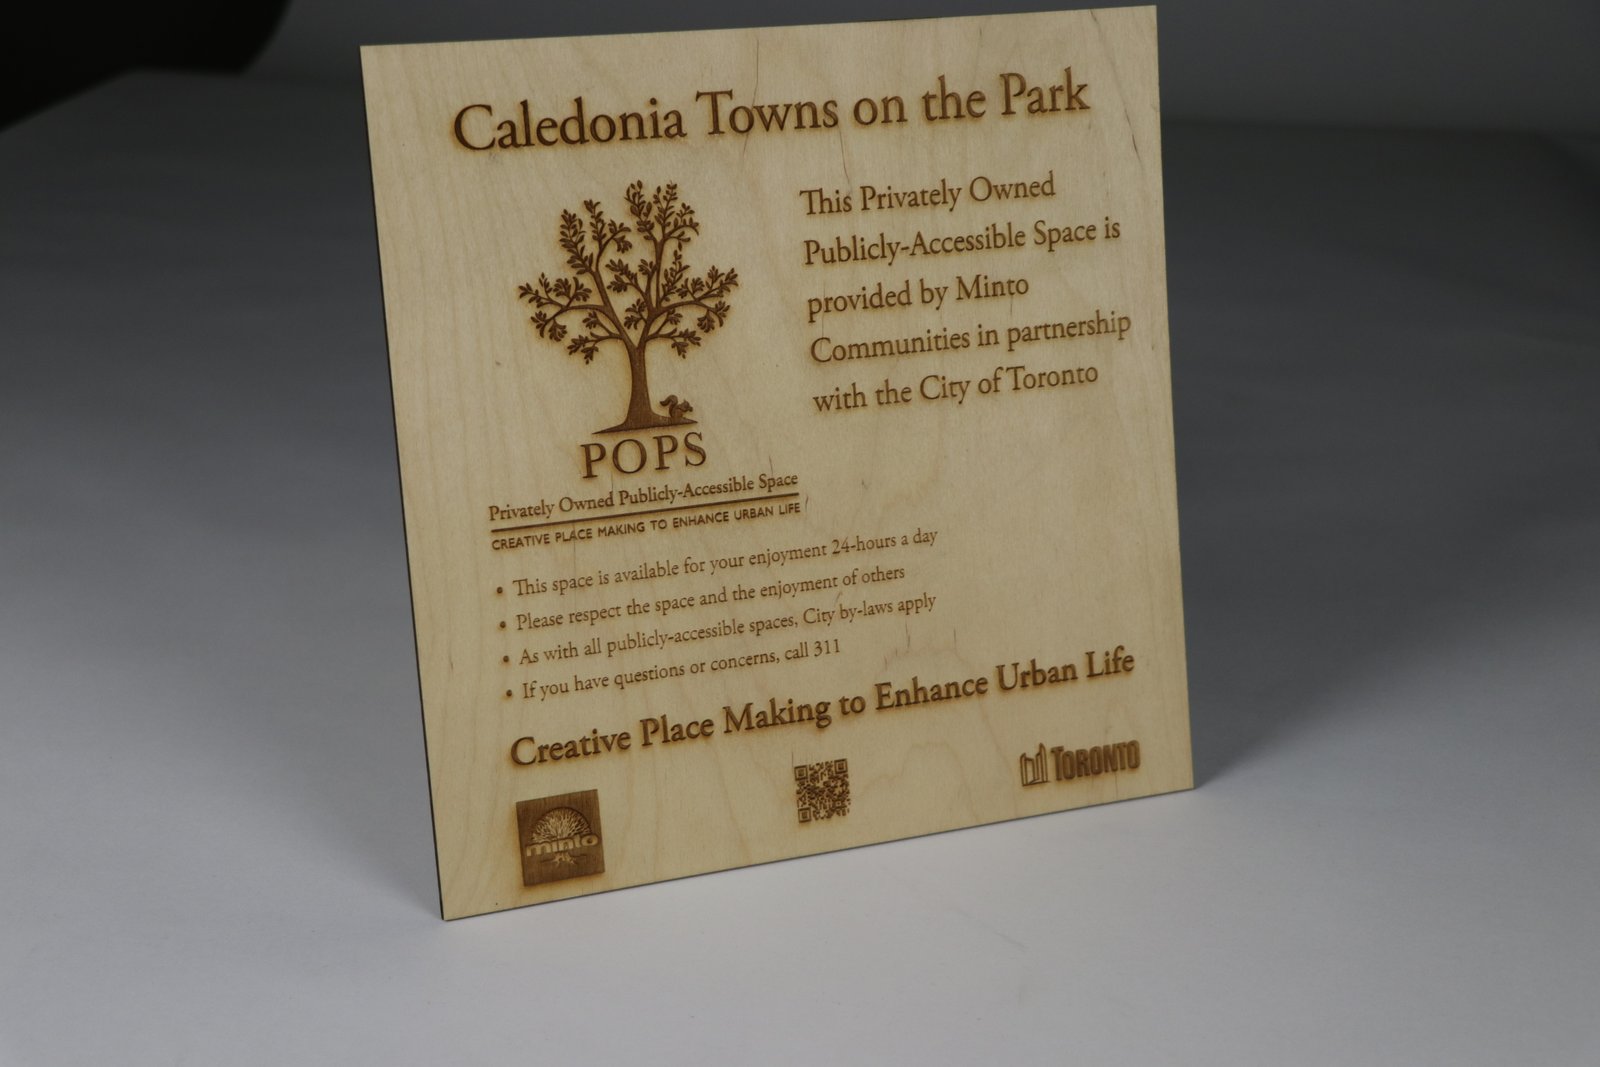 Caledonia Towns on the Park
This Privately Owned
Publicly-Accessible Space is
provided by Minto
Communities in partnership
with the City of Toronto
POPS
Privately Owned Publicly-Accessible Space
CREATIVE PLACE MAKING TO ENHANCE URBAN LIFE
• This space is available for your enjoyment 24-hours a day
• Please respect the space and the enjoyment of others
• As with all publicly-accessible spaces, City by-laws apply
• If you have questions or concerns, call 311
Creative Place Making to Enhance Urban Life
minto
TORONTO